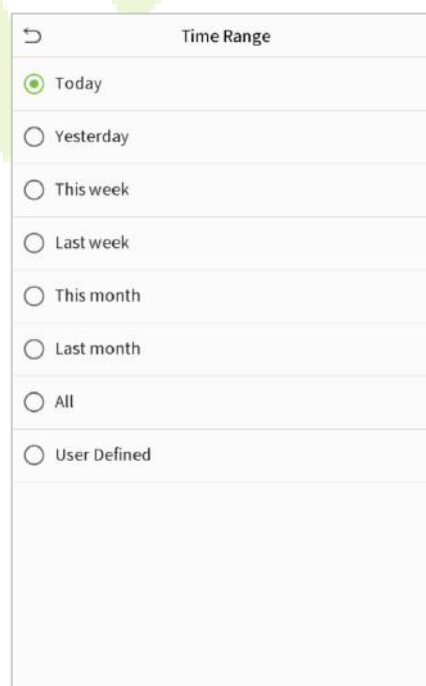 Time Range
Today
Yesterday
This week
Last week
This month
Last month
All
User Defined